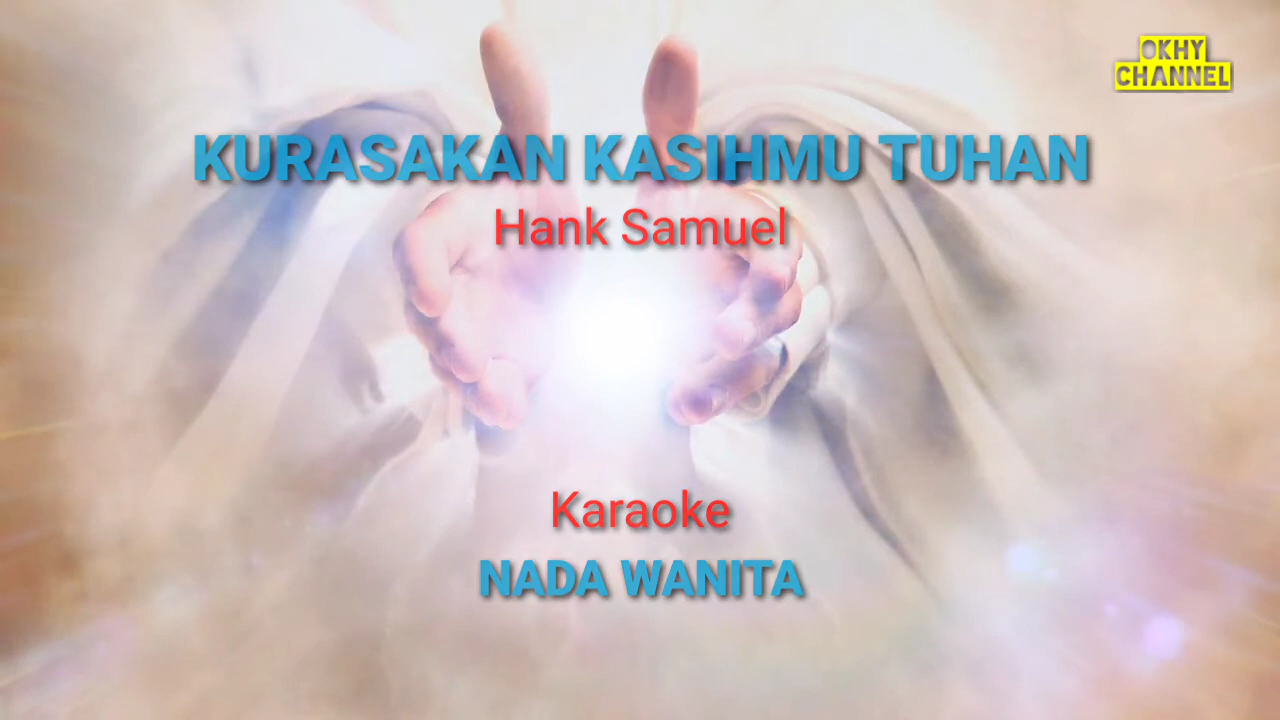 OKHY
CHANNEL
KURASAKAN KASIHMU TUHAN
Hank Samuel
Karaoke
NADA WANITA